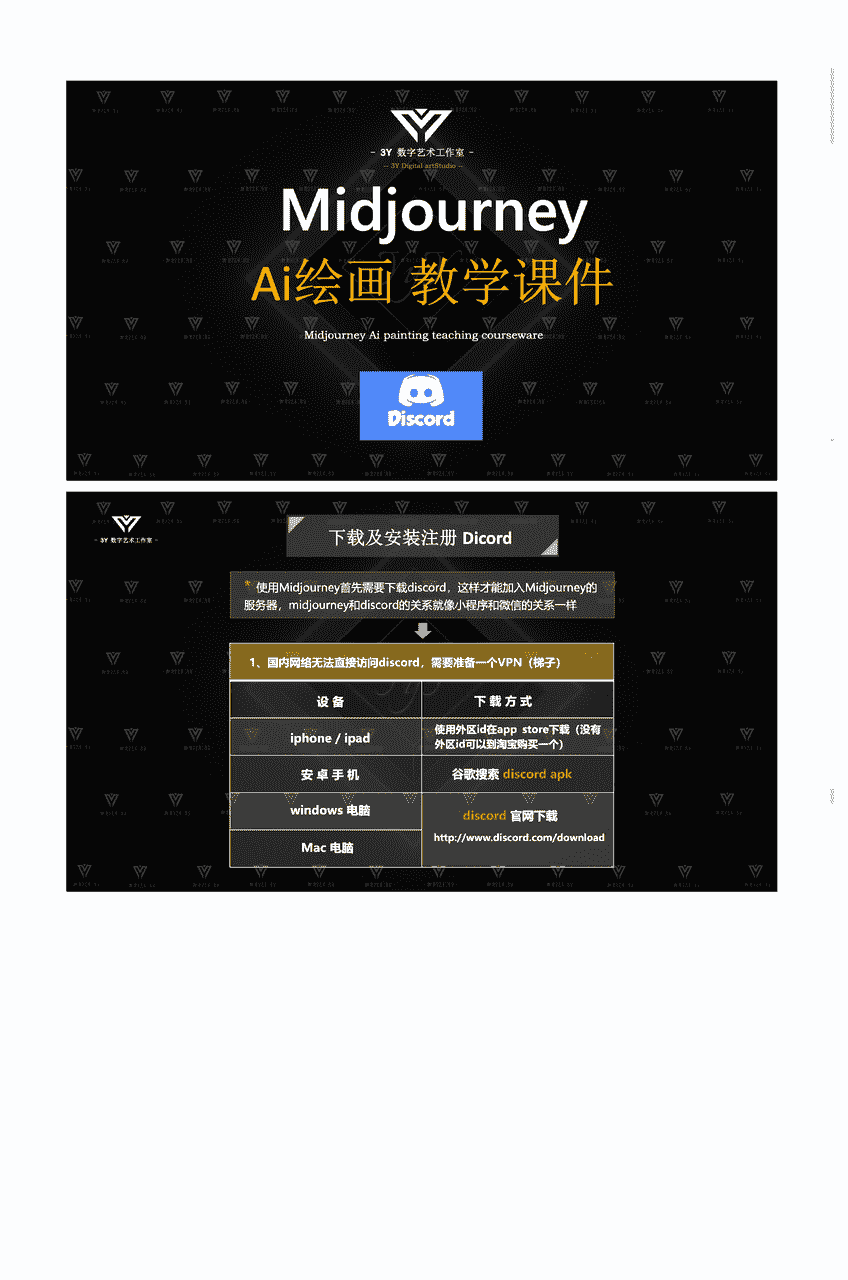 - 3Y 数字艺术工作室 -
-- 3Y Digital artStudio --
Midjourney
Ai绘画 教学课件
Midjourney Ai painting teaching courseware
Discord
- 3Y 数字艺术工作室 -
下载及安装注册 Dicord
* 使用Midjourney首先需要下载discord，这样才能加入Midjourney的
服务器，midjourney和discord的关系就像小程序和微信的关系一样
1、国内网络无法直接访问discord，需要准备一个VPN（梯子）
设 备
下 载 方 式
iphone / ipad
使用外区id在app store下载（没有
外区id可以到淘宝购买一个）
安 卓 手 机
谷歌搜索 discord apk
windows 电脑
discord 官网下载
http://www.discord.com/download
Mac 电脑